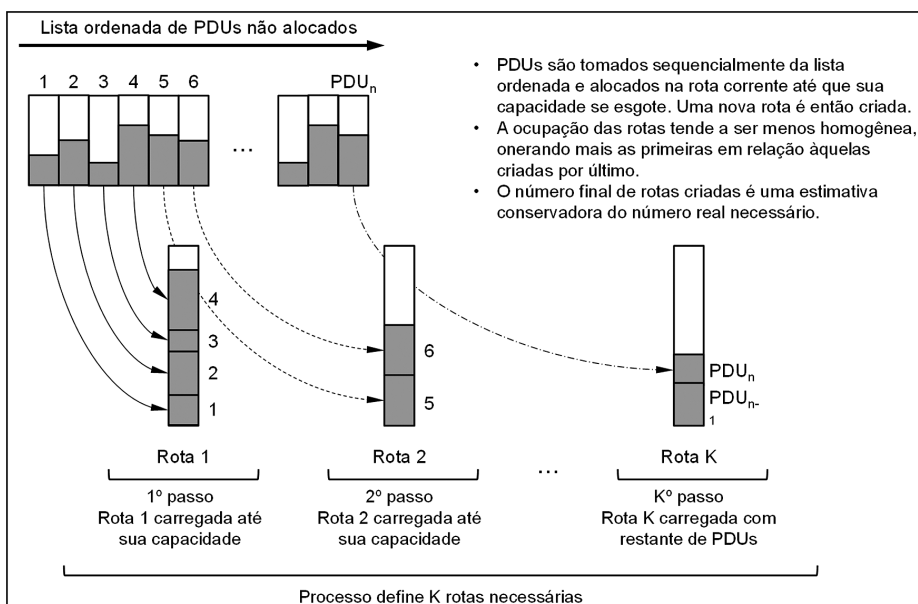 Lista ordenada de PDUs não alocados
1 2 3 4 5 6 PDUn
...
• PDUs são tomados sequencialmente da lista
ordenada e alocados na rota corrente até que sua
capacidade se esgote. Uma nova rota é então criada.
• A ocupação das rotas tende a ser menos homogênea,
onerando mais as primeiras em relação àquelas
criadas por último.
• O número final de rotas criadas é uma estimativa
conservadora do número real necessário.
4
3
2
1
6
5
PDUn
PDUn-
1
Rota 1 Rota 2 ... Rota K
1º passo
Rota 1 carregada até
sua capacidade
2º passo
Rota 2 carregada até
sua capacidade
Kº passo
Rota K carregada com
restante de PDUs
Processo define K rotas necessárias